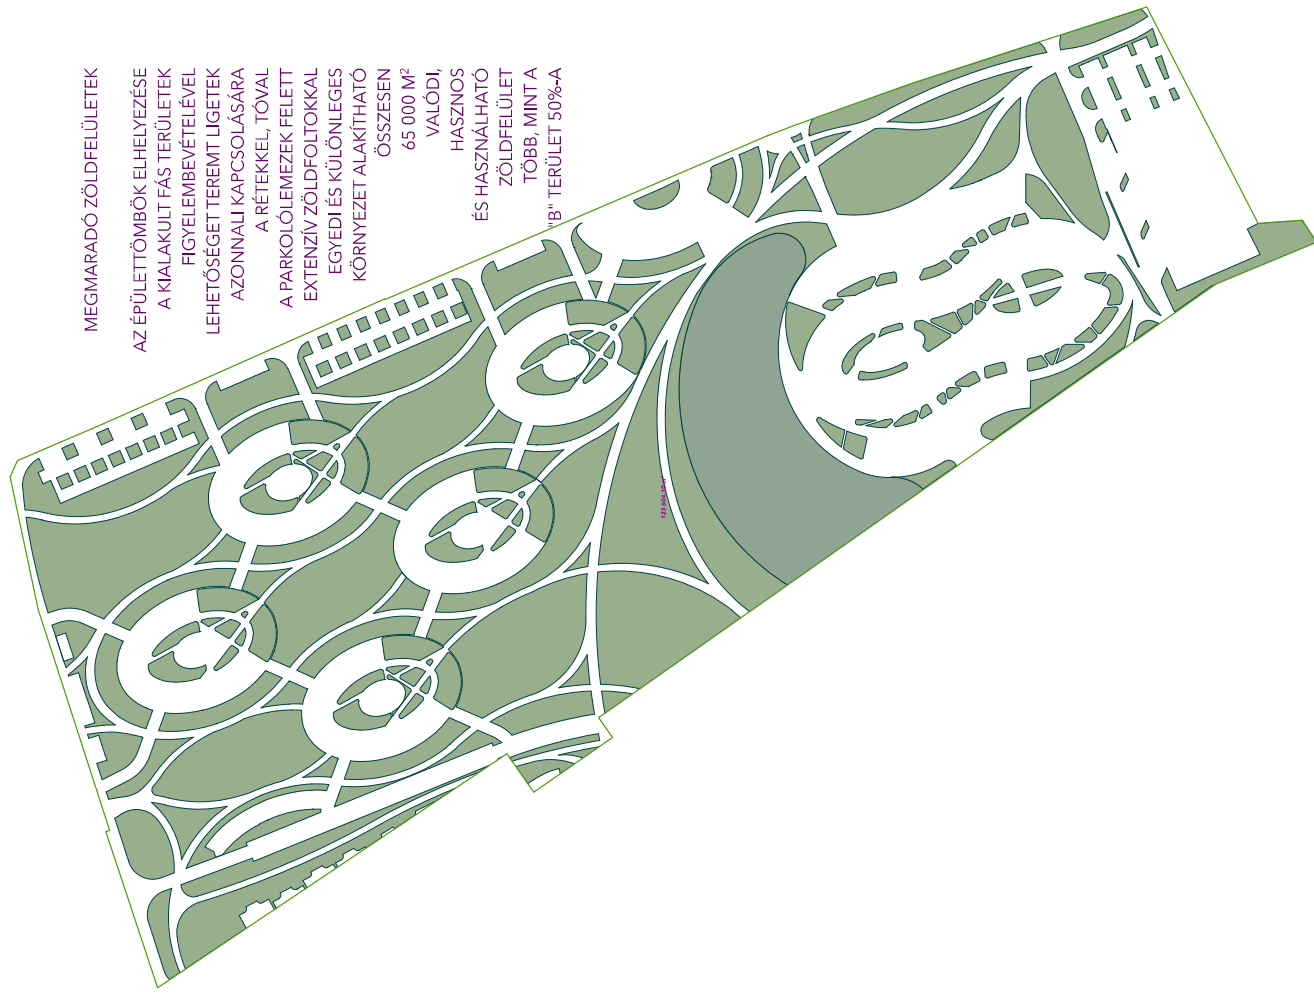 MEGMARADÓ ZÖLDFELÜLETEK
AZ ÉPÜLETTÖMBÖK ELHELYEZÉSE
A KIALAKULT FÁS TERÜLETEK
FIGYELEMBEVÉTELÉVEL
LEHETŐSÉGET TEREMT LIGETEK
AZONNALI KAPCSOLÁSÁRA
A RÉTEKKEL, TÓVAL
A PARKOLÓLEMEZEK FELETT
EXTENZÍV ZÖLDFOLTOKKAL
EGYEDI ÉS KÜLÖNLEGES
KÖRNYEZET ALAKÍTHATÓ
ÖSSZESEN
65 000 M²
VALÓDI,
HASZNOS
ÉS HASZNÁLHATÓ
ZÖLDFELÜLET
TÖBB, MINT A
"B" TERÜLET 50%-A